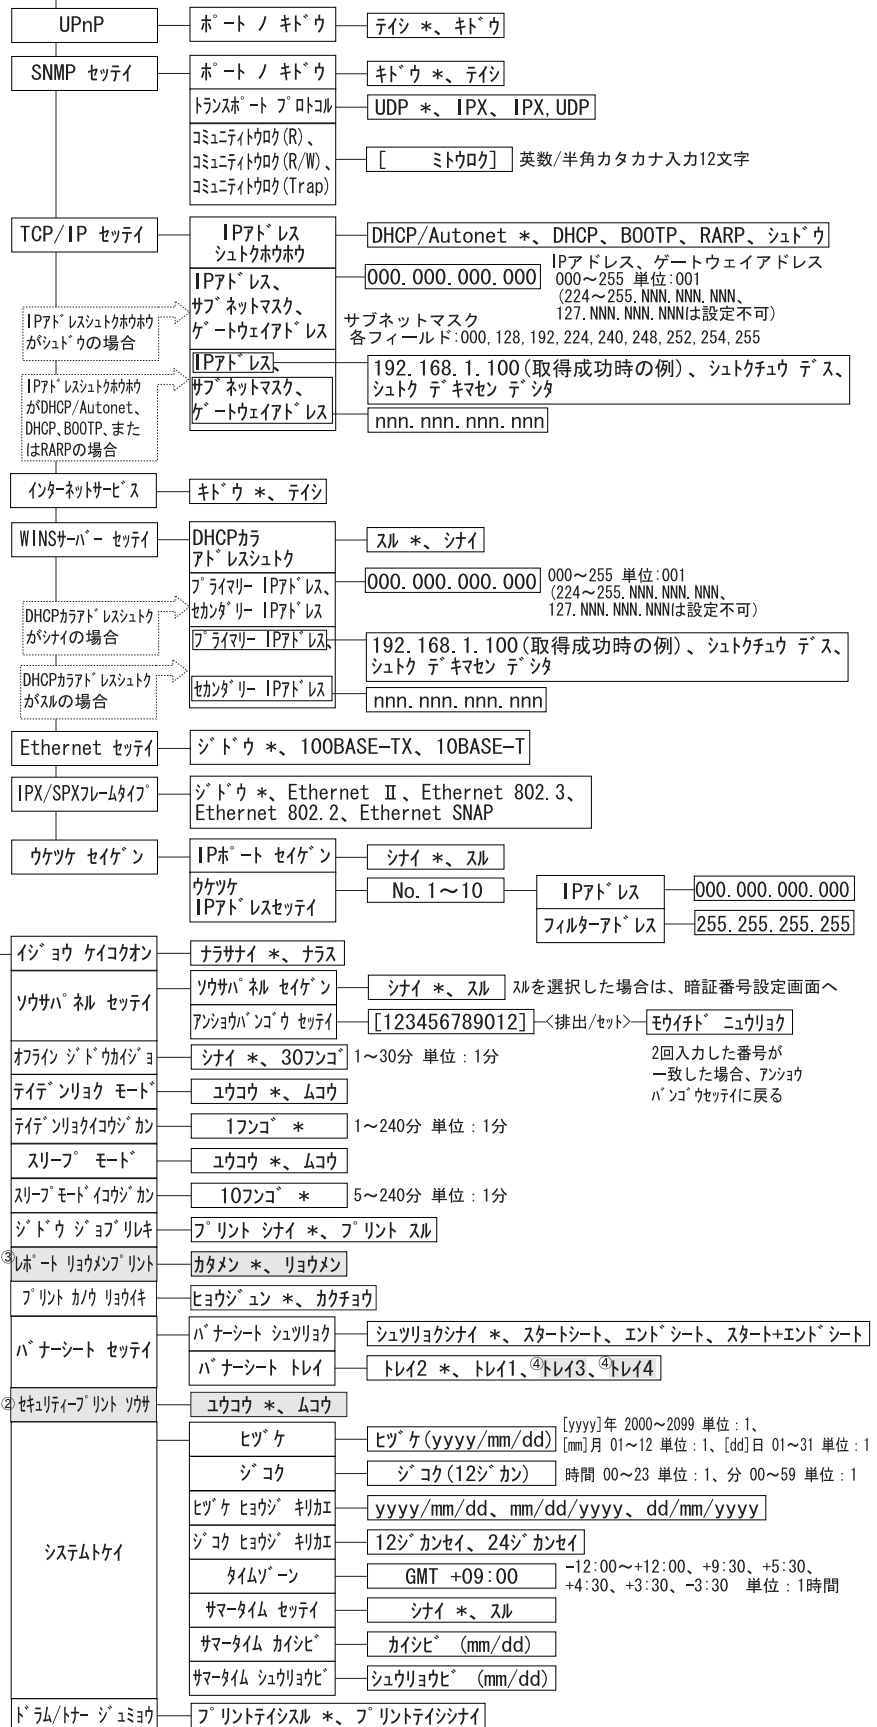 UPnP
ﾎﾟｰﾄ ﾉ ｷﾄﾞｳ
ﾃｲｼ *、ｷﾄﾞｳ
SNMP ｾｯﾃｲ
ﾎﾟｰﾄ ﾉ ｷﾄﾞｳ
ｷﾄﾞｳ *、ﾃｲｼ
ﾄﾗﾝｽﾎﾟｰﾄ ﾌﾟﾛﾄｺﾙ
UDP *、IPX、IPX,UDP
ｺﾐｭﾆﾃｨﾄｳﾛｸ(R)、
ｺﾐｭﾆﾃｨﾄｳﾛｸ(R/W)、
ｺﾐｭﾆﾃｨﾄｳﾛｸ(Trap)
[ ﾐﾄｳﾛｸ]
英数/半角カタカナ入力12文字
TCP/IP ｾｯﾃｲ
IPｱﾄﾞﾚｽ
ｼｭﾄｸﾎｳﾎｳ
DHCP/Autonet *、DHCP、BOOTP、RARP、ｼｭﾄﾞｳ
IPｱﾄﾞﾚｽ、
ｻﾌﾞﾈｯﾄﾏｽｸ、
ｹﾞｰﾄｳｪｲｱﾄﾞﾚｽ
000.000.000.000
IPアドレス、ゲートウェイアドレス
000～255 単位:001
(224～255.NNN.NNN.NNN、
127.NNN.NNN.NNNは設定不可)
IPｱﾄﾞﾚｽｼｭﾄｸﾎｳﾎｳ
がｼｭﾄﾞｳの場合
サブネットマスク
各フィールド:000,128,192,224,240,248,252,254,255
IPｱﾄﾞﾚｽ、
ｻﾌﾞﾈｯﾄﾏｽｸ、
ｹﾞｰﾄｳｪｲｱﾄﾞﾚｽ
192.168.1.100(取得成功時の例)、ｼｭﾄｸﾁｭｳ ﾃﾞｽ、
ｼｭﾄｸ ﾃﾞｷﾏｾﾝ ﾃﾞｼﾀ
nnn.nnn.nnn.nnn
IPｱﾄﾞﾚｽｼｭﾄｸﾎｳﾎｳ
がDHCP/Autonet、
DHCP、BOOTP、また
はRARPの場合
ｲﾝﾀｰﾈｯﾄｻｰﾋﾞｽ
ｷﾄﾞｳ *、ﾃｲｼ
WINSｻｰﾊﾞｰ ｾｯﾃｲ
DHCPｶﾗ
ｱﾄﾞﾚｽｼｭﾄｸ
ｽﾙ *、ｼﾅｲ
ﾌﾟﾗｲﾏﾘｰ IPｱﾄﾞﾚｽ、
ｾｶﾝﾀﾞﾘｰ IPｱﾄﾞﾚｽ
000.000.000.000
000～255 単位:001
(224～255.NNN.NNN.NNN、
127.NNN.NNN.NNNは設定不可)
DHCPｶﾗｱﾄﾞﾚｽｼｭﾄｸ
がｼﾅｲの場合
ﾌﾟﾗｲﾏﾘｰ IPｱﾄﾞﾚｽ、
192.168.1.100(取得成功時の例)、ｼｭﾄｸﾁｭｳ ﾃﾞｽ、
ｼｭﾄｸ ﾃﾞｷﾏｾﾝ ﾃﾞｼﾀ
DHCPｶﾗｱﾄﾞﾚｽｼｭﾄｸ
がｽﾙの場合
ｾｶﾝﾀﾞﾘｰ IPｱﾄﾞﾚｽ
nnn.nnn.nnn.nnn
Ethernet ｾｯﾃｲ
ｼﾞﾄﾞｳ *、100BASE-TX、10BASE-T
IPX/SPXﾌﾚｰﾑﾀｲﾌﾟ
ｼﾞﾄﾞｳ *、Ethernet Ⅱ、Ethernet 802.3、
Ethernet 802.2、Ethernet SNAP
ｳｹﾂｹ ｾｲｹﾞﾝ
IPﾎﾟｰﾄ ｾｲｹﾞﾝ
ｼﾅｲ *、ｽﾙ
ｳｹﾂｹ
IPｱﾄﾞﾚｽｾｯﾃｲ
No.1～10
IPｱﾄﾞﾚｽ
000.000.000.000
ﾌｨﾙﾀｰｱﾄﾞﾚｽ
255.255.255.255
ｲｼﾞｮｳ ｹｲｺｸｵﾝ
ﾅﾗｻﾅｲ *、ﾅﾗｽ
ｿｳｻﾊﾟﾈﾙ ｾｯﾃｲ
ｿｳｻﾊﾟﾈﾙ ｾｲｹﾞﾝ
ｼﾅｲ *、ｽﾙ
ｽﾙを選択した場合は、暗証番号設定画面へ
ｱﾝｼｮｳﾊﾞﾝｺﾞｳ ｾｯﾃｲ
[123456789012]
〈排出/ｾｯﾄ〉
ﾓｳｲﾁﾄﾞ ﾆｭｳﾘｮｸ
2回入力した番号が
一致した場合、ｱﾝｼｮｳ
ﾊﾞﾝｺﾞｳｾｯﾃｲに戻る
ｵﾌﾗｲﾝ ｼﾞﾄﾞｳｶｲｼﾞｮ
ｼﾅｲ *、30ﾌﾝｺﾞ
1～30分 単位：1分
ﾃｲﾃﾞﾝﾘｮｸ ﾓｰﾄﾞ
ﾕｳｺｳ *、ﾑｺｳ
ﾃｲﾃﾞﾝﾘｮｸｲｺｳｼﾞｶﾝ
1ﾌﾝｺﾞ *
1～240分 単位：1分
ｽﾘｰﾌﾟ ﾓｰﾄﾞ
ﾕｳｺｳ *、ﾑｺｳ
ｽﾘｰﾌﾟﾓｰﾄﾞｲｺｳｼﾞｶﾝ
10ﾌﾝｺﾞ *
5～240分 単位：1分
ｼﾞﾄﾞｳ ｼﾞｮﾌﾞﾘﾚｷ
ﾌﾟﾘﾝﾄ ｼﾅｲ *、ﾌﾟﾘﾝﾄ ｽﾙ
③ﾚﾎﾟｰﾄ ﾘｮｳﾒﾝﾌﾟﾘﾝﾄ
ｶﾀﾒﾝ *、ﾘｮｳﾒﾝ
ﾌﾟﾘﾝﾄ ｶﾉｳ ﾘｮｳｲｷ
ﾋｮｳｼﾞｭﾝ *、ｶｸﾁｮｳ
ﾊﾞﾅｰｼｰﾄ ｾｯﾃｲ
ﾊﾞﾅｰｼｰﾄ ｼｭﾂﾘｮｸ
ｼｭﾂﾘｮｸｼﾅｲ *、ｽﾀｰﾄｼｰﾄ、ｴﾝﾄﾞｼｰﾄ、ｽﾀｰﾄ+ｴﾝﾄﾞｼｰﾄ
ﾊﾞﾅｰｼｰﾄ ﾄﾚｲ
ﾄﾚｲ2 *、ﾄﾚｲ1、④ﾄﾚｲ3、④ﾄﾚｲ4
②ｾｷｭﾘﾃｨｰﾌﾟﾘﾝﾄ ｿｳｻ
ﾕｳｺｳ *、ﾑｺｳ
ｼｽﾃﾑﾄｹｲ
ﾋﾂﾞｹ
ﾋﾂﾞｹ(yyyy/mm/dd)
[yyyy]年 2000～2099 単位：1、
[mm]月 01～12 単位：1、[dd]日 01～31 単位：1
ｼﾞｺｸ
ｼﾞｺｸ(12ｼﾞｶﾝ)
時間 00～23 単位：1、分 00～59 単位：1
ﾋﾂﾞｹ ﾋｮｳｼﾞ ｷﾘｶｴ
yyyy/mm/dd、mm/dd/yyyy、dd/mm/yyyy
ｼﾞｺｸ ﾋｮｳｼﾞ ｷﾘｶｴ
12ｼﾞｶﾝｾｲ、24ｼﾞｶﾝｾｲ
ﾀｲﾑｿﾞｰﾝ
GMT +09:00
-12:00～+12:00、+9:30、+5:30、
+4:30、+3:30、-3:30 単位：1時間
ｻﾏｰﾀｲﾑ ｾｯﾃｲ
ｼﾅｲ *、ｽﾙ
ｻﾏｰﾀｲﾑ ｶｲｼﾋﾞ
ｶｲｼﾋﾞ (mm/dd)
ｻﾏｰﾀｲﾑ ｼｭｳﾘｮｳﾋﾞ
ｼｭｳﾘｮｳﾋﾞ (mm/dd)
ﾄﾞﾗﾑ/ﾄﾅｰ ｼﾞｭﾐｮｳ
ﾌﾟﾘﾝﾄﾃｲｼｽﾙ *、ﾌﾟﾘﾝﾄﾃｲｼｼﾅｲ